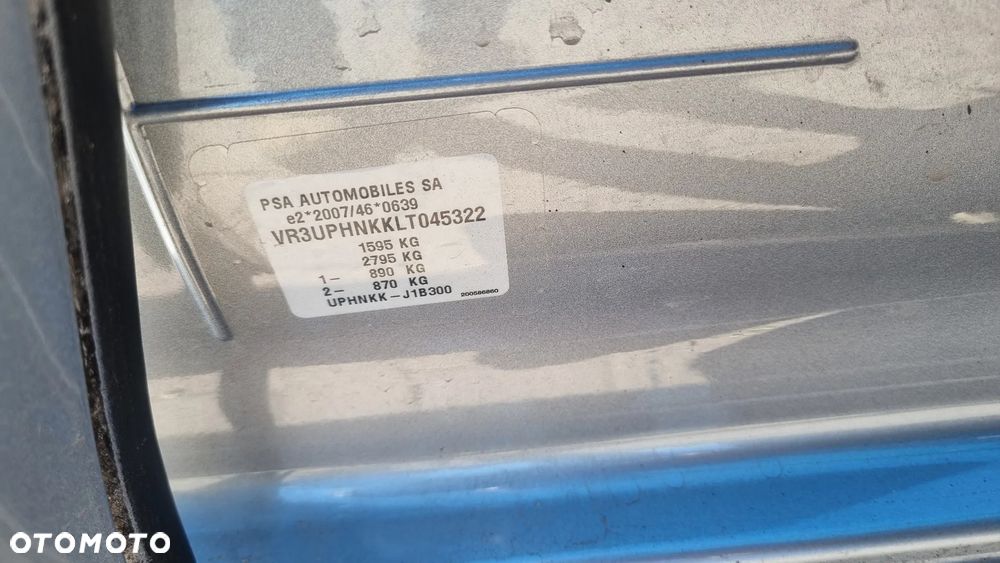 PSA AUTOMOBILES SA
e2*2007/46*0639
VR3UPHNKKLT045322
1595 KG
2795 KG
1- 890 KG
2- 870 KG
UPHNKK-J1B300 200586860
OTOMOTO